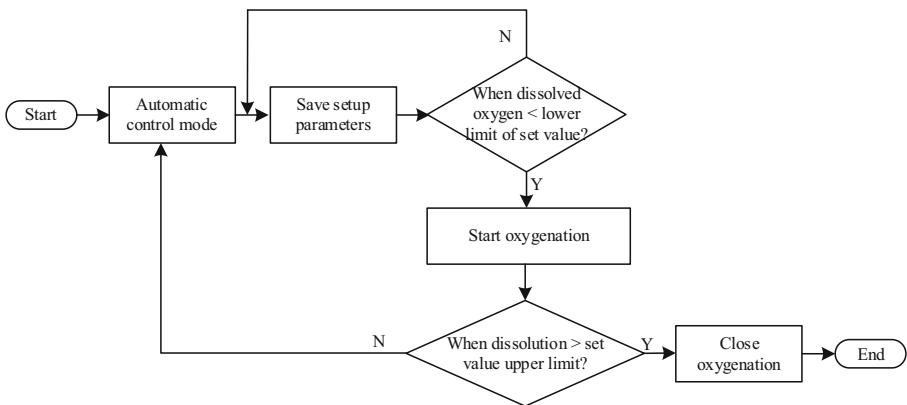 N
Start
Automatic
control mode
Save setup
parameters
When dissolved
oxygen < lower
limit of set value?
Y
Start oxygenation
N
When dissolution > set
value upper limit?
Y
Close
oxygenation
End